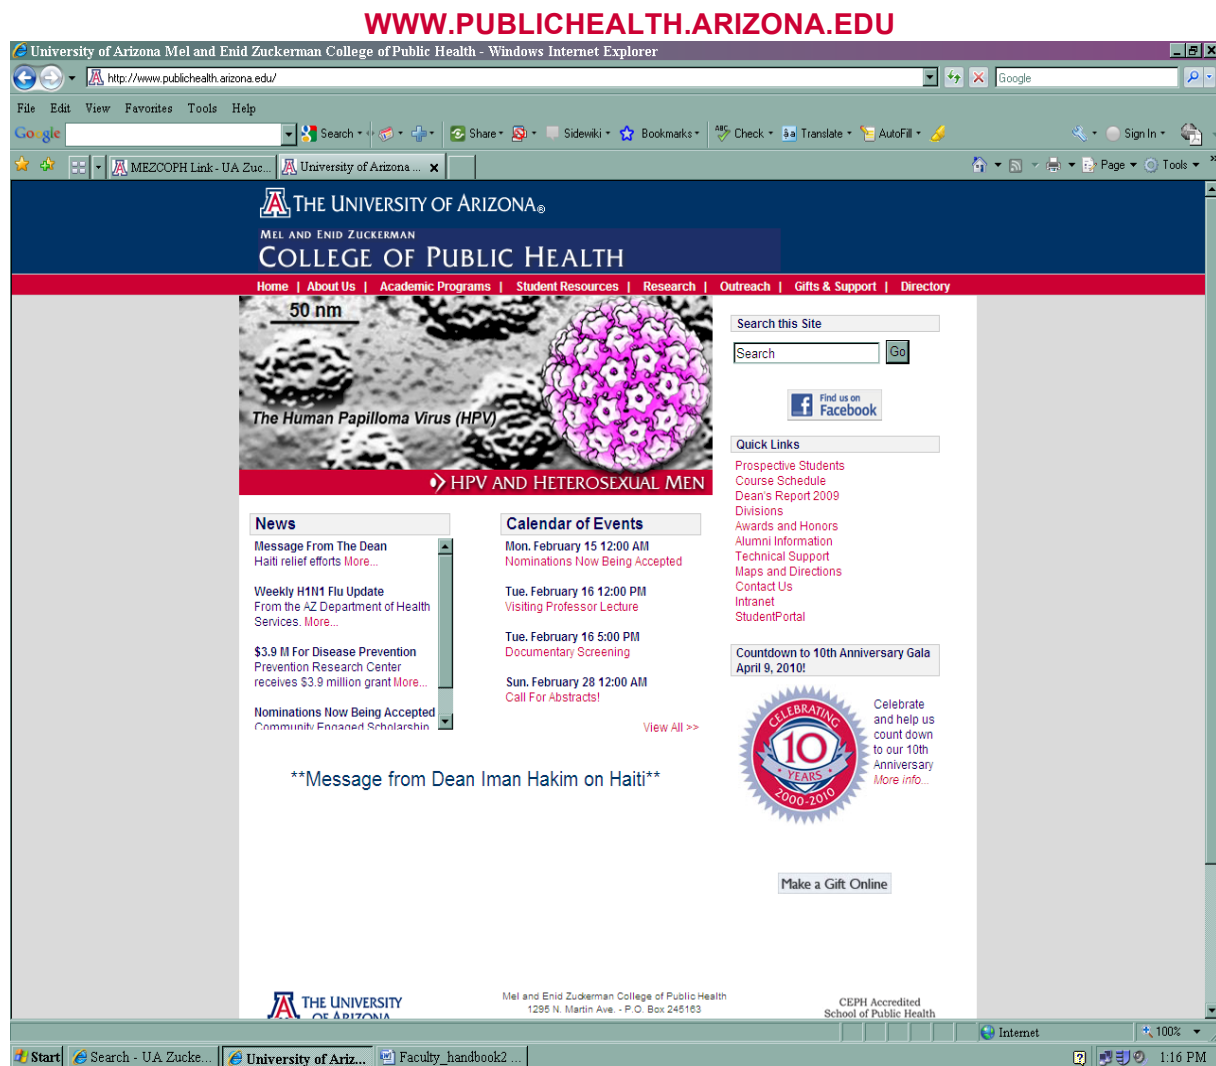 WWW.PUBLICHEALTH.ARIZONA.EDU
University of Arizona Mel and Enid Zuckerman College of Public Health - Windows Internet Explorer
http://www.publichealth.arizona.edu/
Google
File Edit View Favorites Tools Help
Google
Search
Share
Sidewiki
Bookmarks
Check
Translate
AutoFill
Sign In
MEZCOPH Link - UA Zuc...
University of Arizona ...
Page
Tools
THE UNIVERSITY OF ARIZONA®
MEL AND ENID ZUCKERMAN
COLLEGE OF PUBLIC HEALTH
Home | About Us | Academic Programs | Student Resources | Research | Outreach | Gifts & Support | Directory
50 nm
The Human Papilloma Virus (HPV)
HPV AND HETEROSEXUAL MEN
News
Message From The Dean
Haiti relief efforts More...
Weekly H1N1 Flu Update
From the AZ Department of Health
Services. More...
$3.9 M For Disease Prevention
Prevention Research Center
receives $3.9 million grant More...
Nominations Now Being Accepted
Community Engaged Scholarship
Calendar of Events
Mon. February 15 12:00 AM
Nominations Now Being Accepted
Tue. February 16 12:00 PM
Visiting Professor Lecture
Tue. February 16 5:00 PM
Documentary Screening
Sun. February 28 12:00 AM
Call For Abstracts!
View All >>
**Message from Dean Iman Hakim on Haiti**
Search this Site
Search
Go
Find us on
Facebook
Quick Links
Prospective Students
Course Schedule
Dean's Report 2009
Divisions
Awards and Honors
Alumni Information
Technical Support
Maps and Directions
Contact Us
Intranet
StudentPortal
Countdown to 10th Anniversary Gala
April 9, 2010!
CELEBRATING
10
YEARS
2000-2010
Celebrate
and help us
count down
to our 10th
Anniversary
More info...
Make a Gift Online
THE UNIVERSITY
OF ARIZONA
Mel and Enid Zuckerman College of Public Health
1295 N. Martin Ave. - P.O. Box 245163
CEPH Accredited
School of Public Health
Internet
100%
Start
Search - UA Zucke...
University of Ariz...
Faculty_handbook2 ...
1:16 PM